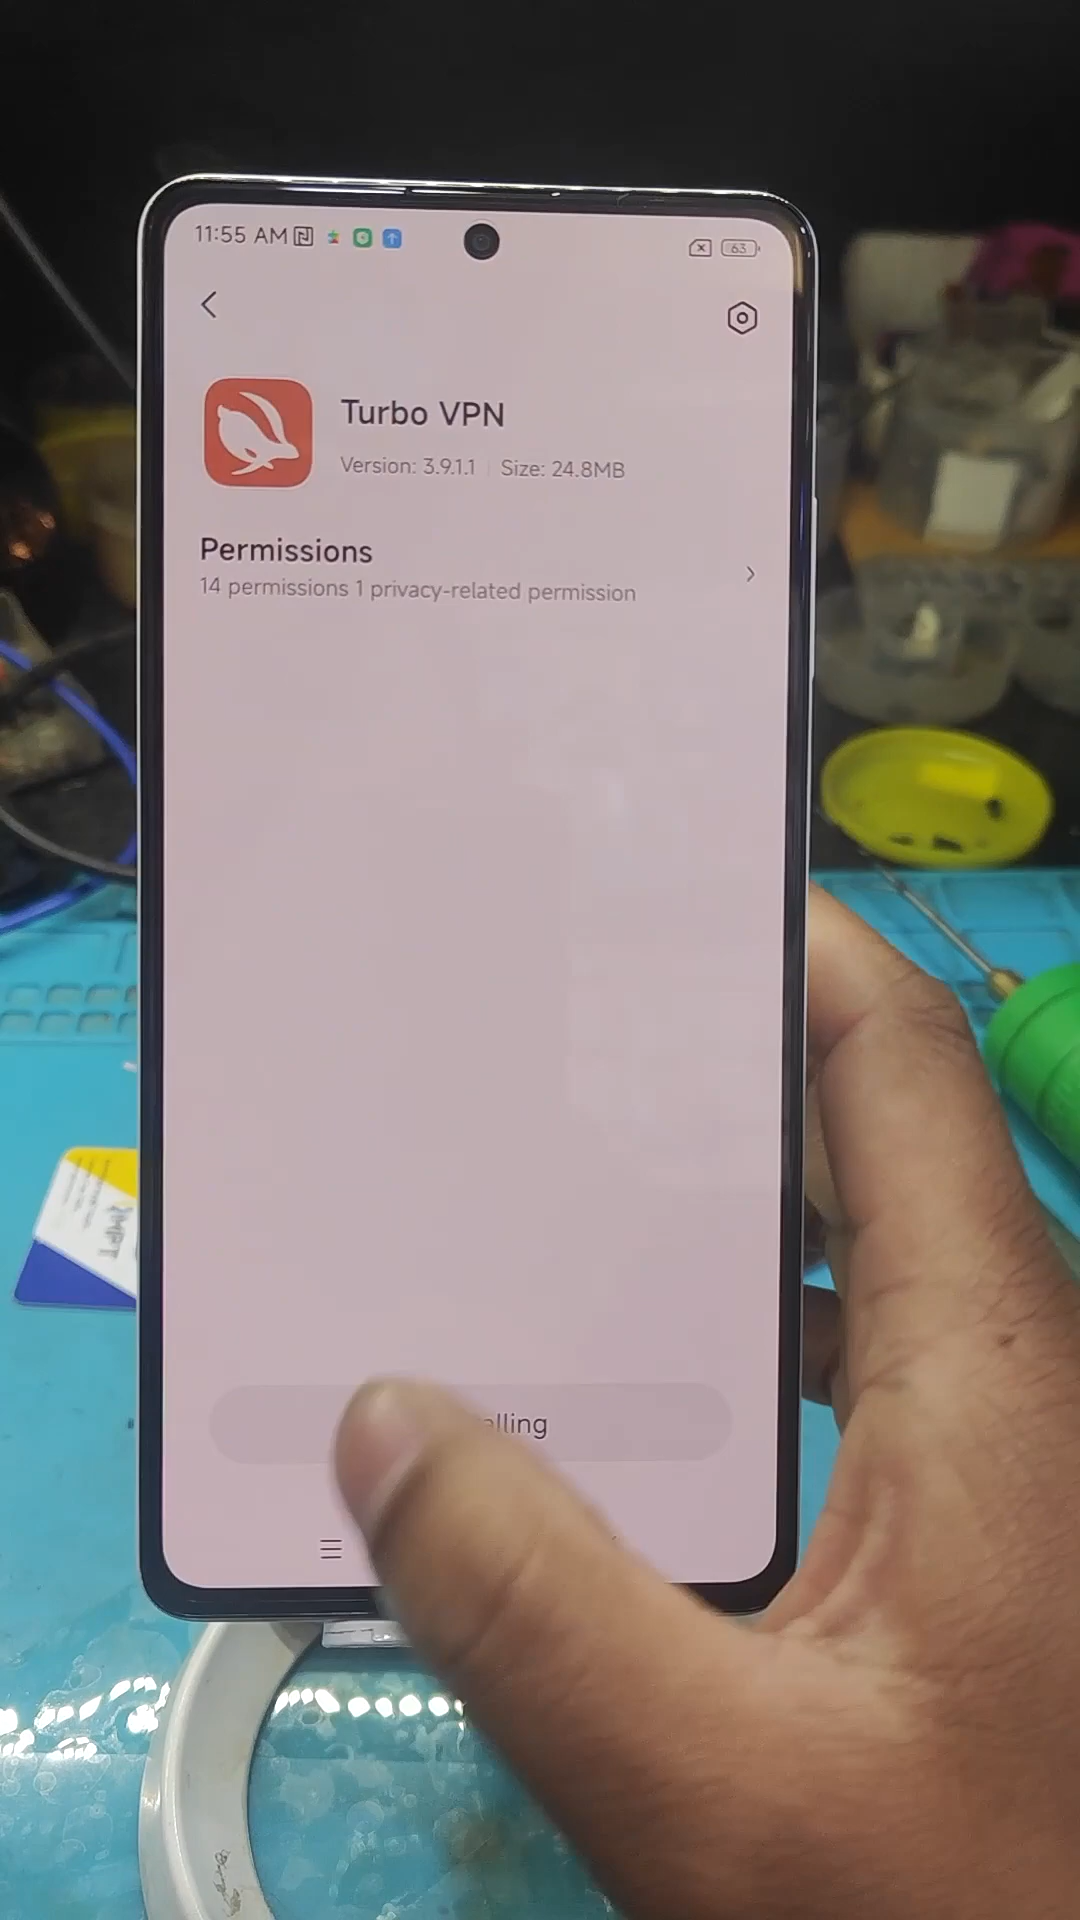 11:55 AM
63
Turbo VPN
Version: 3.9.1.1 | Size: 24.8MB
Permissions
14 permissions 1 privacy-related permission
alling